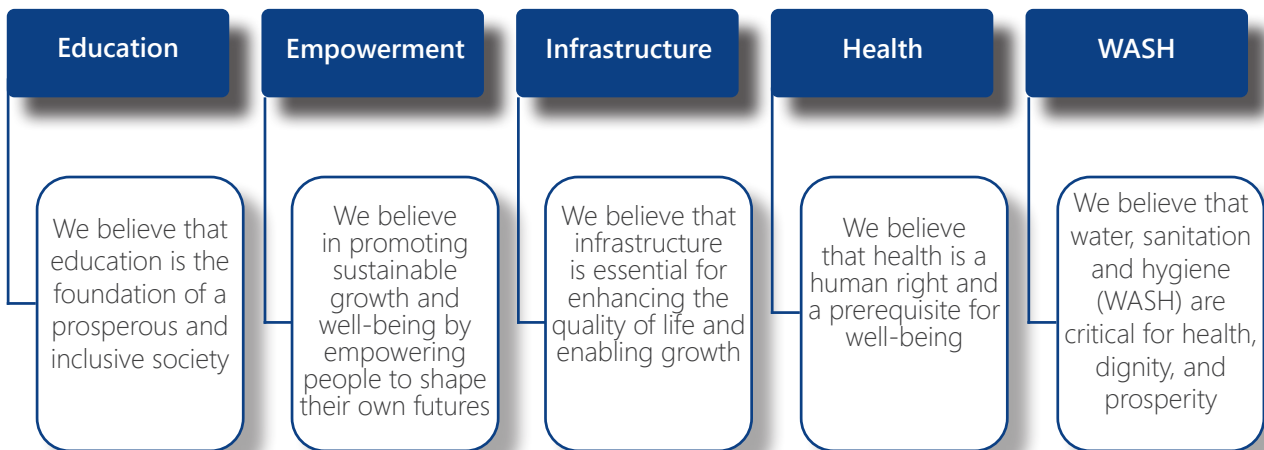 Education
We believe that
education is the
foundation of a
prosperous and
inclusive society
Empowerment
We believe
in promoting
sustainable
growth and
well-being by
empowering
people to shape
their own futures
Infrastructure
We believe that
infrastructure
is essential for
enhancing the
quality of life and
enabling growth
Health
We believe
that health is a
human right and
a prerequisite for
well-being
WASH
We believe that
water, sanitation
and hygiene
(WASH) are
critical for health,
dignity, and
prosperity